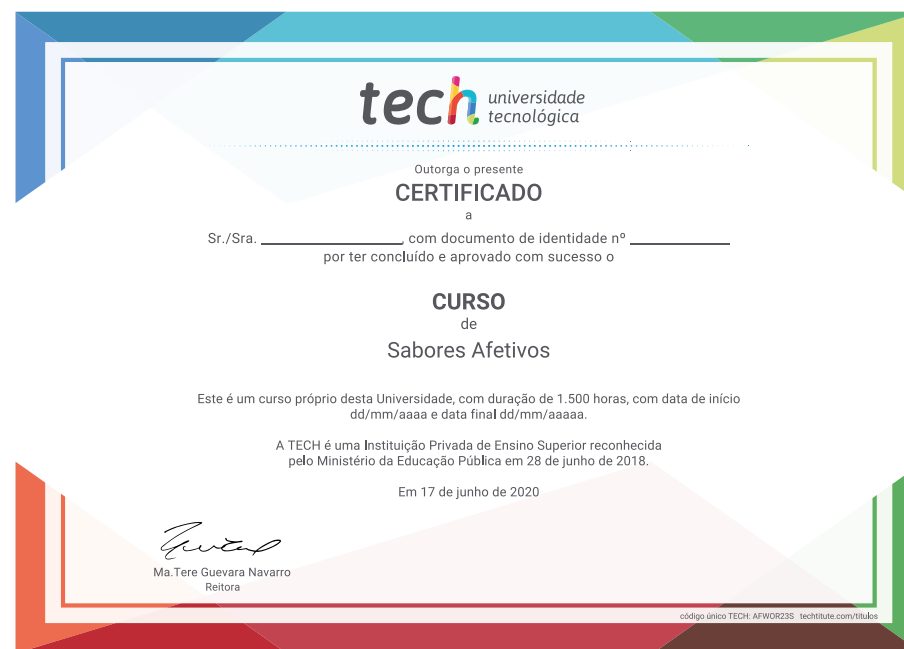 tech universidade
tecnológica
Outorga o presente
CERTIFICADO
a
Sr./Sra. __________________, com documento de identidade nº ____________
por ter concluído e aprovado com sucesso o
CURSO
de
Sabores Afetivos
Este é um curso próprio desta Universidade, com duração de 1.500 horas, com data de início
dd/mm/aaaa e data final dd/mm/aaaaa.
A TECH é uma Instituição Privada de Ensino Superior reconhecida
pelo Ministério da Educação Pública em 28 de junho de 2018.
Em 17 de junho de 2020
Ma.Tere Guevara Navarro
Reitora
código único TECH: AFWOR23S techtitute.com/titulos